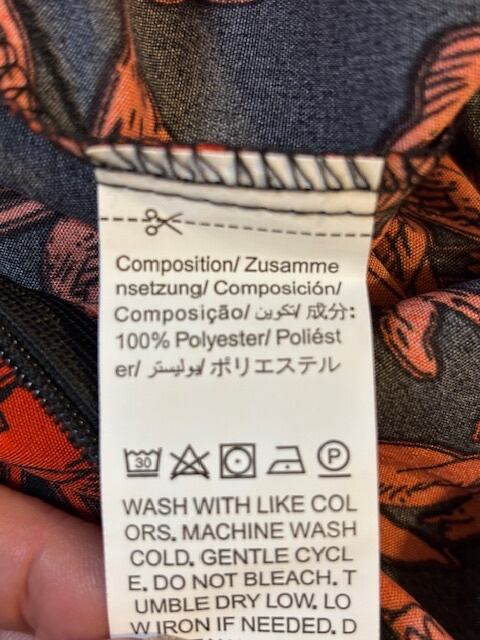 Composition/ Zusamme
nsetzung/ Composición/
Composição/ تكوين/ 成分:
100% Polyester/ Poliést
er/ بوليستر/ ポリエステル
30 P
WASH WITH LIKE COL
ORS. MACHINE WASH
COLD. GENTLE CYCL
E. DO NOT BLEACH. T
UMBLE DRY LOW. LO
W IRON IF NEEDED. D